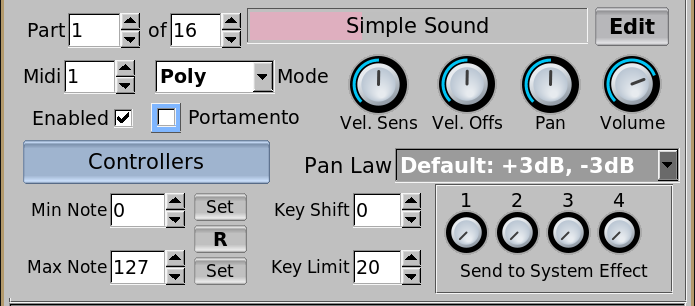 Part 1 of 16 Simple Sound Edit
Midi 1 Poly Mode
Enabled Portamento Vel. Sens Vel. Offs Pan Volume
Controllers Pan Law Default: +3dB, -3dB
Min Note 0 Set Key Shift 0 1 2 3 4
R
Max Note 127 Set Key Limit 20 Send to System Effect